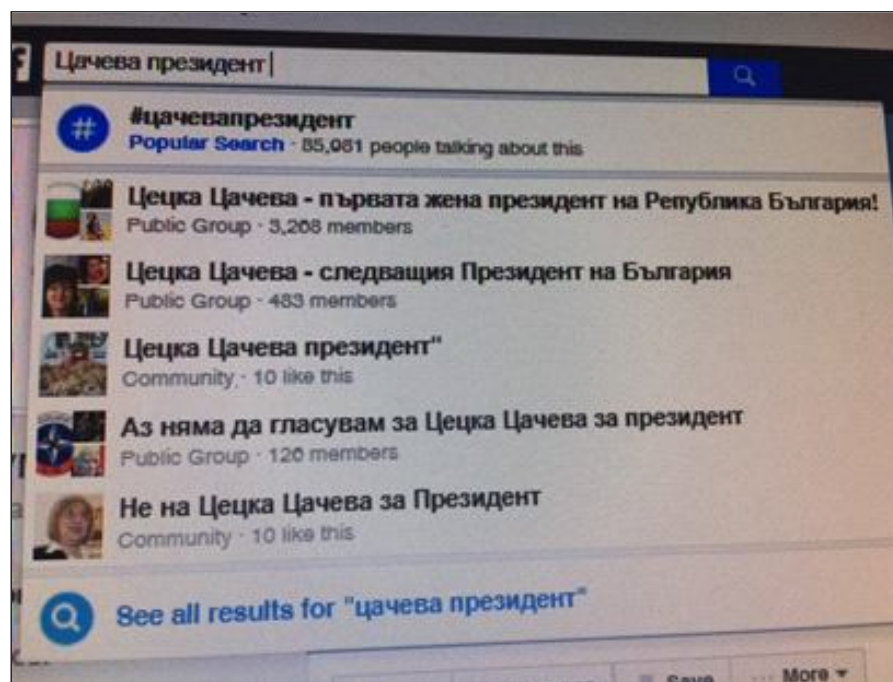 f
Цачева президент
#цачевапрезидент
Popular Search · 85,081 people talking about this
Цецка Цачева - първата жена президент на Република България!
Public Group · 3,208 members
Цецка Цачева - следващия Президент на България
Public Group · 483 members
Цецка Цачева президент"
Community · 10 like this
Аз няма да гласувам за Цецка Цачева за президент
Public Group · 126 members
Не на Цецка Цачева за Президент
Community · 10 like this
See all results for "цачева президент"
Save
··· More